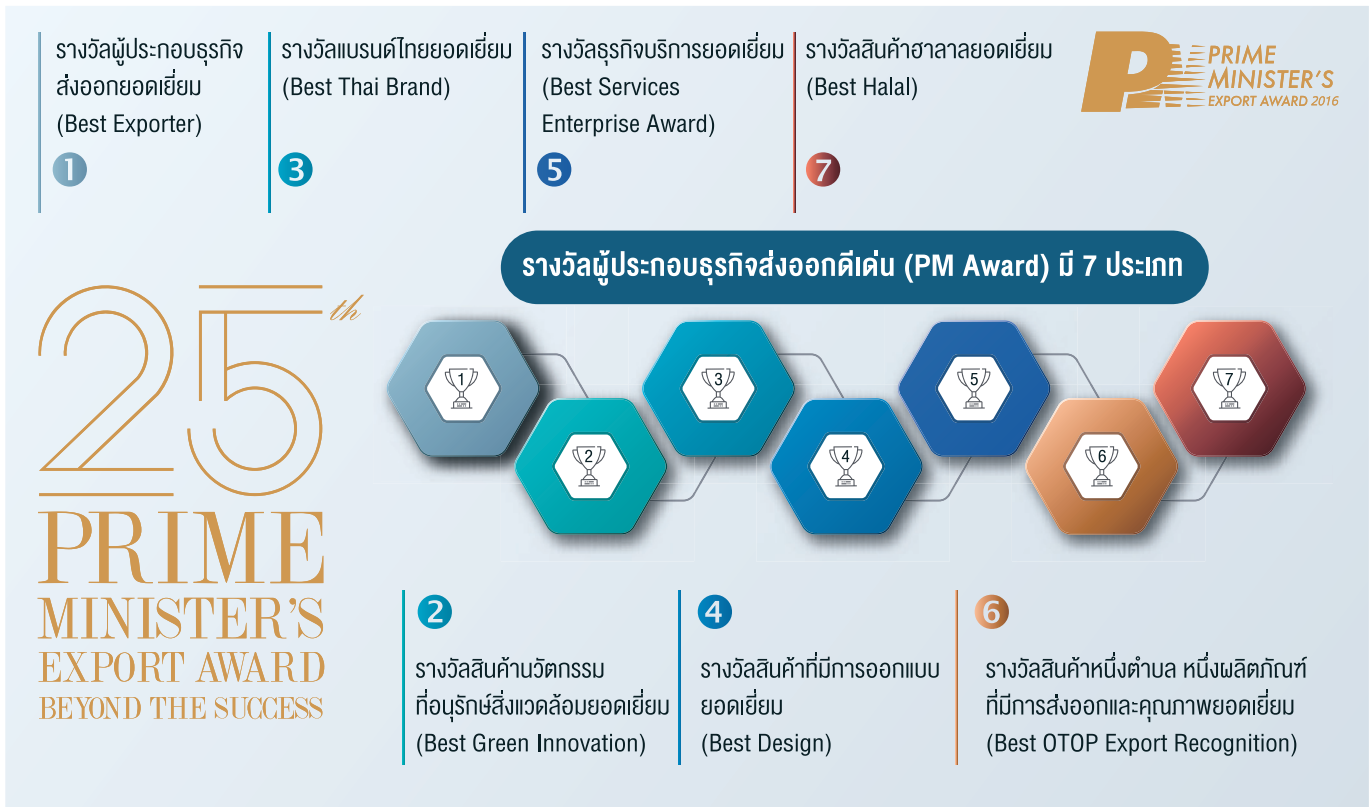 รางวัลผู้ประกอบธุรกิจ
ส่งออกยอดเยี่ยม
(Best Exporter)
1
รางวัลแบรนด์ไทยยอดเยี่ยม
(Best Thai Brand)
3
รางวัลธุรกิจบริการยอดเยี่ยม
(Best Services
Enterprise Award)
5
รางวัลสินค้าฮาลาลยอดเยี่ยม
(Best Halal)
7
PRIME
MINISTER'S
EXPORT AWARD 2016
รางวัลผู้ประกอบธุรกิจส่งออกดีเด่น (PM Award) มี 7 ประเภท
25th
PRIME
MINISTER'S
EXPORT AWARD
BEYOND THE SUCCESS
1
2
3
4
5
6
7
2
รางวัลสินค้านวัตกรรม
ที่อนุรักษ์สิ่งแวดล้อมยอดเยี่ยม
(Best Green Innovation)
4
รางวัลสินค้าที่มีการออกแบบ
ยอดเยี่ยม
(Best Design)
6
รางวัลสินค้าหนึ่งตำบล หนึ่งผลิตภัณฑ์
ที่มีการส่งออกและคุณภาพยอดเยี่ยม
(Best OTOP Export Recognition)